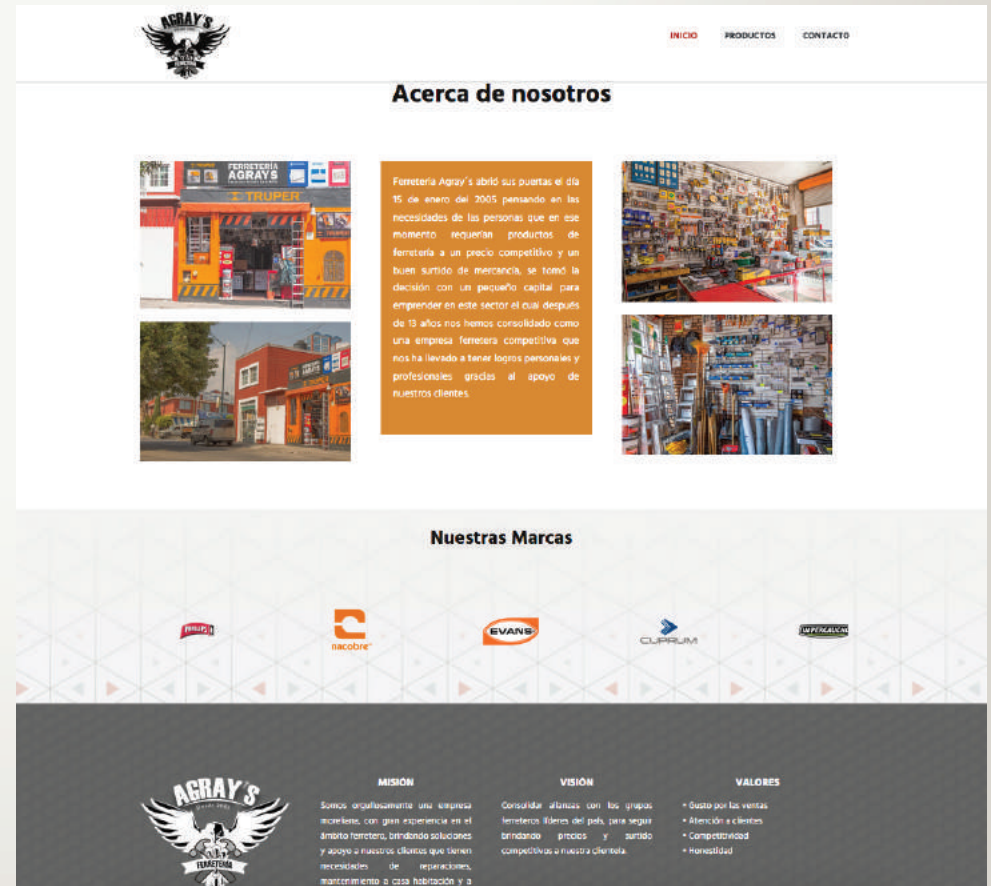 AGRAY'S
FERRETERÍA
INICIO PRODUCTOS CONTACTO
Acerca de nosotros
FERRETERÍA
AGRAYS
TRUPER
Ferretería Agray´s abrió sus puertas el día
15 de enero del 2005 pensando en las
necesidades de las personas que en ese
momento requerían productos de
ferretería a un precio competitivo y un
buen surtido de mercancía, se tomó la
decisión con un pequeño capital para
emprender en este sector el cual después
de 13 años nos hemos consolidado como
una empresa ferretera competitiva que
nos ha llevado a tener logros personales y
profesionales gracias al apoyo de
nuestros clientes.
Nuestras Marcas
nacobre
EVANS
CUPRUM
AGRAY'S
Desde 2005
FERRETERÍA
MISIÓN
Somos orgullosamente una empresa
moreliana, con gran experiencia en el
ámbito ferretero, brindando soluciones
y apoyo a nuestros clientes que tienen
necesidades de reparaciones,
mantenimiento a casa habitación y a
VISIÓN
Consolidar alianzas con los grupos
ferreteros líderes del país, para seguir
brindando precios y surtido
competitivos a nuestra clientela.
VALORES
• Gusto por las ventas
• Atención a clientes
• Competitividad
• Honestidad